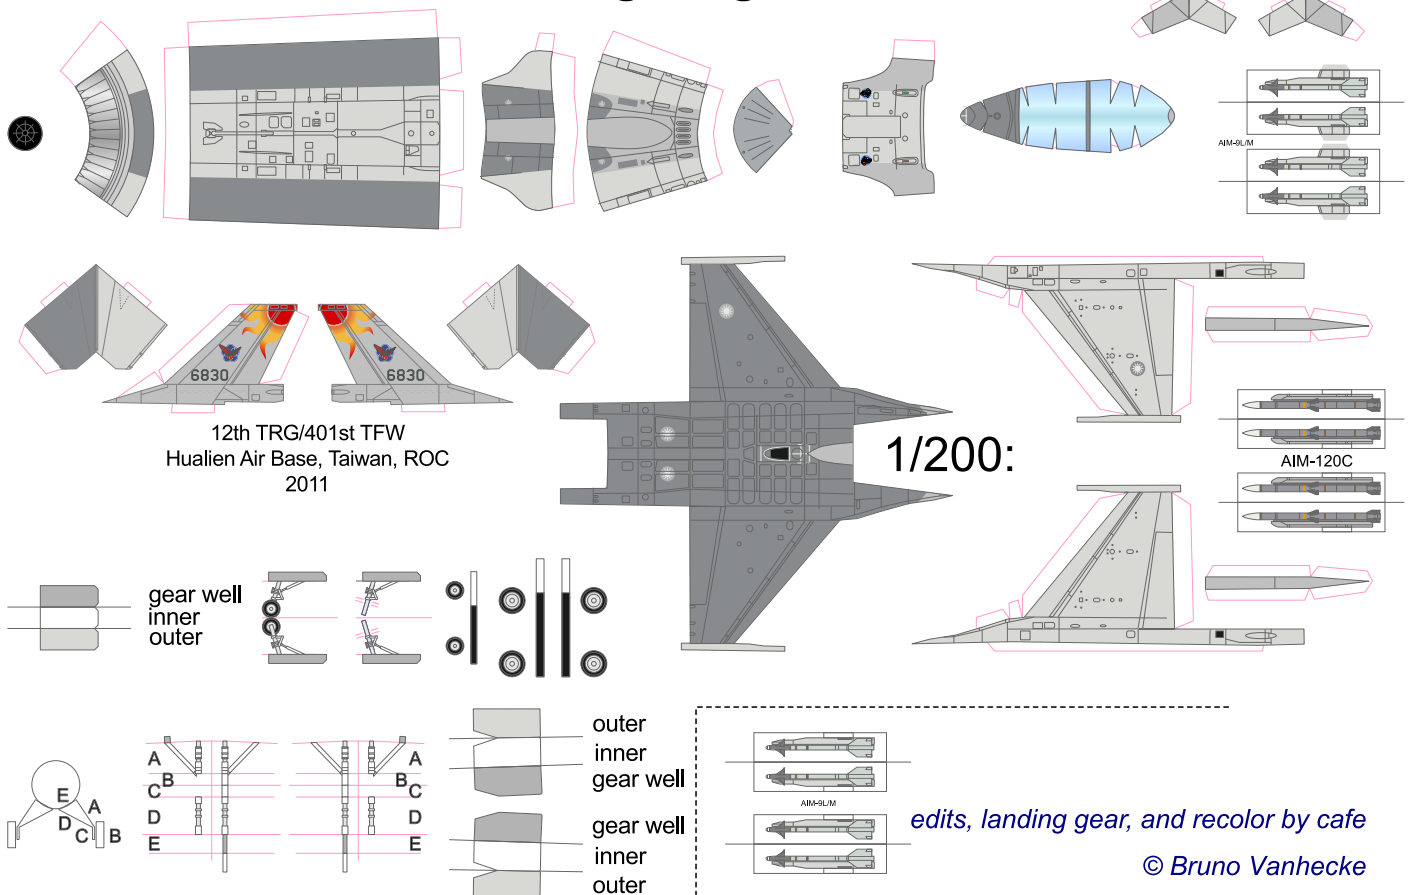 AIM-9L/M
6830
6830
12th TRG/401st TFW
Hualien Air Base, Taiwan, ROC
2011
1/200:
AIM-120C
gear well
inner
outer
outer
inner
gear well
gear well
inner
outer
A
B
C
D
E
A
B
C
D
E
E
A
D
C
B
AIM-9L/M
edits, landing gear, and recolor by cafe
© Bruno Vanhecke